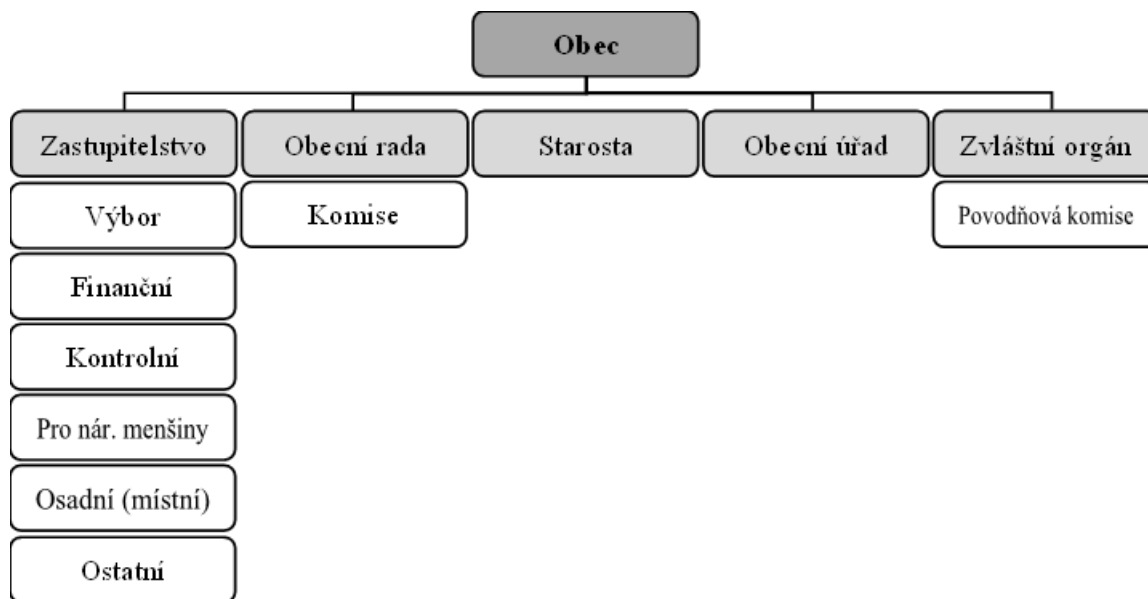 Obec
Zastupitelstvo
Obecní rada
Starosta
Obecní úřad
Zvláštní orgán
Výbor
Komise
Povodňová komise
Finanční
Kontrolní
Pro nár. menšiny
Osadní (místní)
Ostatní